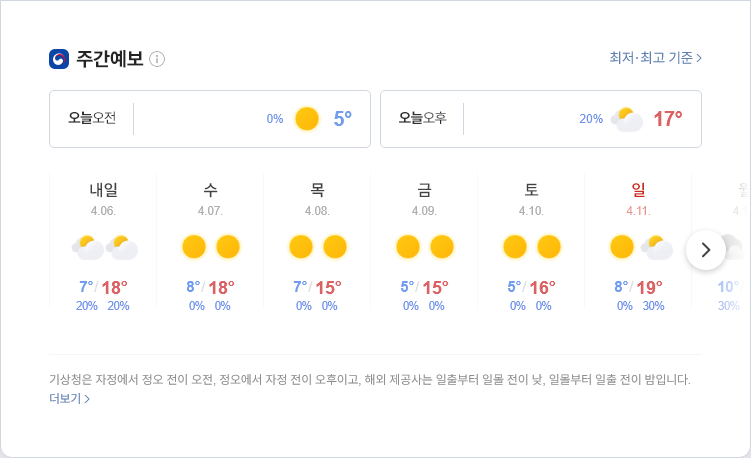 주간예보
최저·최고 기준
오늘오전 0% 5°
오늘오후 20% 17°
내일 수 목 금 토 일
4.06. 4.07. 4.08. 4.09. 4.10. 4.11.
7°/18° 8°/18° 7°/15° 5°/15° 5°/16° 8°/19° 10°
20% 20% 0% 0% 0% 0% 0% 0% 0% 0% 0% 30% 30%
기상청은 자정에서 정오 전이 오전, 정오에서 자정 전이 오후이고, 해외 제공사는 일출부터 일몰 전이 낮, 일몰부터 일출 전이 밤입니다.
더보기